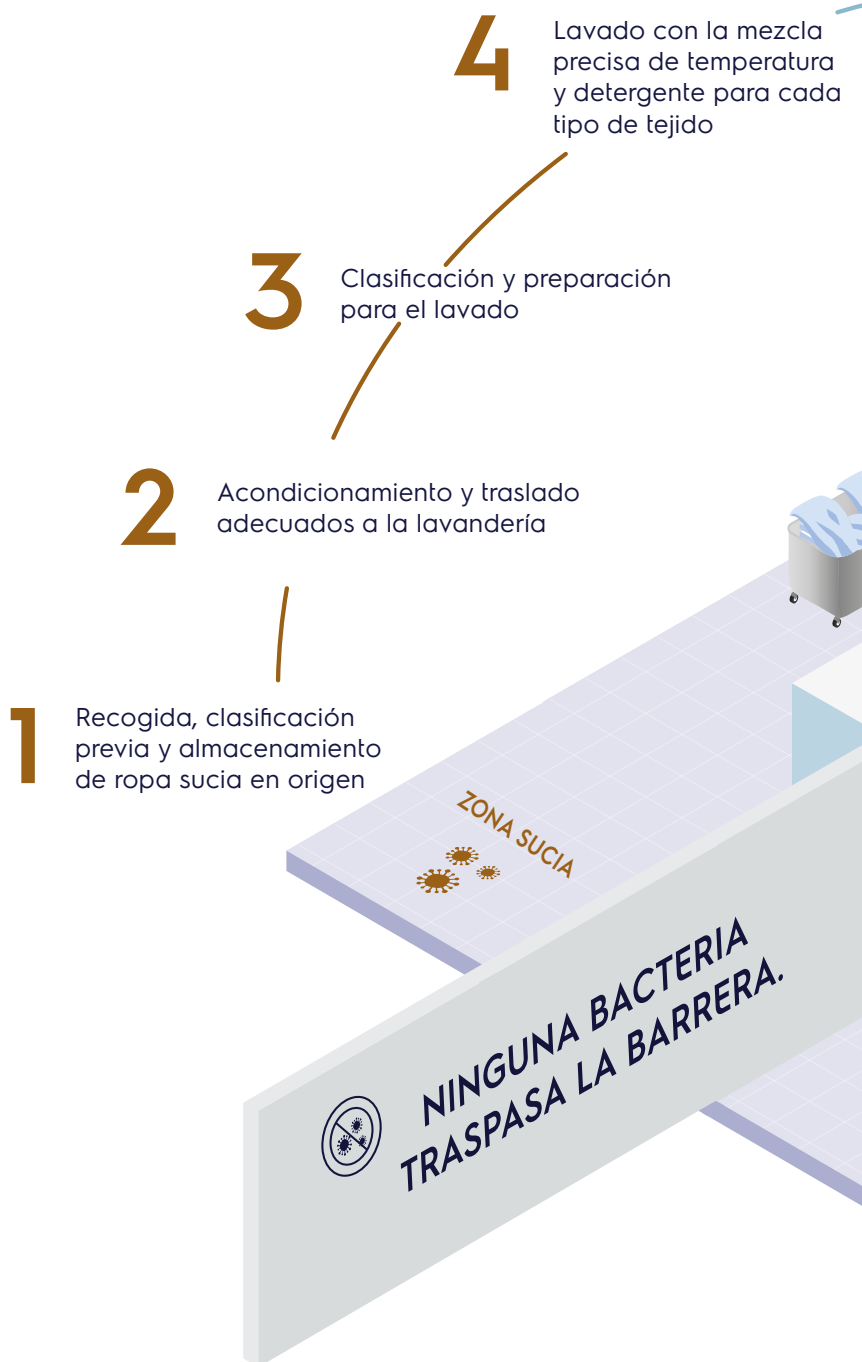 4
Lavado con la mezcla
precisa de temperatura
y detergente para cada
tipo de tejido
3
Clasificación y preparación
para el lavado
2
Acondicionamiento y traslado
adecuados a la lavandería
1
Recogida, clasificación
previa y almacenamiento
de ropa sucia en origen
ZONA SUCIA
NINGUNA BACTERIA
TRASPASA LA BARRERA.